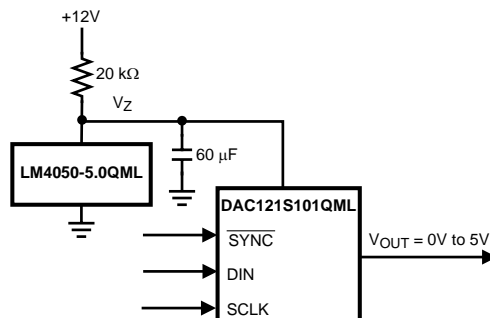 +12V
20 kΩ
VZ
60 μF
LM4050-5.0QML
DAC121S101QML
SYNC
VOUT = 0V to 5V
DIN
SCLK